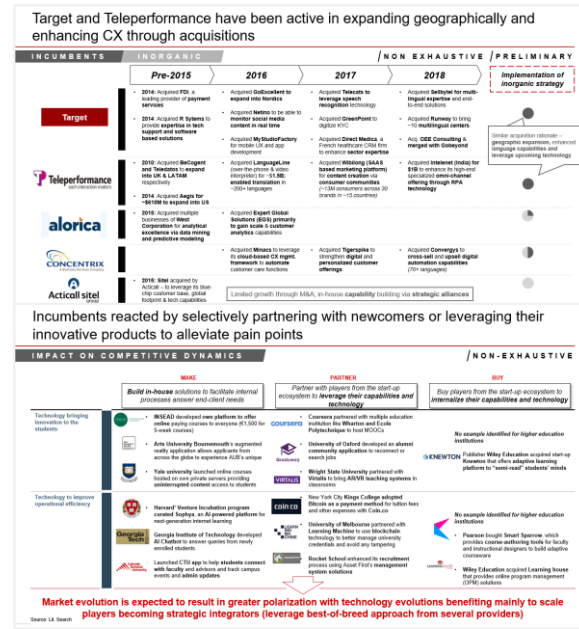 Target and Teleperformance have been active in expanding geographically and
enhancing CX through acquisitions
INCUMBENTS
INORGANIC
NON EXHAUSTIVE
PRELIMINARY
Pre-2015
2016
2017
2018
Implementation of
inorganic strategy
Target
2014: Acquired FDI, a
leading provider of payment
services
2014: Acquired R Sytems to
provide expertise in tech
support and software
based solutions
Acquired GoExcellent to
expand into Nordics
Acquired Netino to be able to
monitor social media
content in real time
Acquired MyStudioFactory
for mobile UX and app
development
Acquired Telecats to
leverage speech
recognition technology
Acquired GreenPoint to
digitize KYC
Acquired Direct Medica, a
French healthcare CRM firm
to enhance sector expertise
Acquired Sellbytel for multi-
lingual expertise and end-
to-end solutions
Acquired Runway to bring
~10 multilingual centers
Acq. OEE Consulting &
merged with Gobeyond
Similar acquisition rationale –
geographic expansion, enhanced
language capabilities and
leverage upcoming technology
Teleperformance
each interaction matters
2010: Acquired BeCogent
and Teledatos to expand
into UK & LATAM
respectively
2014: Acquired Aegis for
~$610M to expand into US
Acquired LanguageLine
(over-the-phone & video
interpreter) for ~$1.5B;
enabled translation in
~200+ languages
Acquired Wibilong (SAAS
based marketing platform)
for content creation via
consumer communities
(~13M consumers across 30
brands in ~15 countries)
Acquired Intelenet (India) for
$1B to enhance its high-end
specialized omni-channel
offering through RPA
technology
alorica
2015: Acquired multiple
businesses of West
Corporation for analytical
excellence via data mining
and predictive modeling
Acquired Expert Global
Solutions (EGS) primarily
to gain scale & customer
analytics capabilities
CONCENTRIX
Acquired Minacs to leverage
its cloud-based CX mgmt.
framework to automate
customer care functions
Acquired Tigerspike to
strengthen digital and
personalized customer
offerings
Acquired Convergys to
cross-sell and upsell digital
automation capabilities
(70+ languages)
Acticall sitel
GROUP
2015: Sitel acquired by
Acticall – to leverage its blue-
chip customer base, global
footprint & tech capabilities
Limited growth through M&A; in-house capability building via strategic alliances
Incumbents reacted by selectively partnering with newcomers or leveraging their
innovative products to alleviate pain points
IMPACT ON COMPETITIVE DYNAMICS
NON-EXHAUSTIVE
MAKE
PARTNER
BUY
Build in-house solutions to facilitate internal
processes answer end-client needs
Partner with players from the start-up
ecosystem to leverage their capabilities and
technology
Buy players from the start-up ecosystem to
internalize their capabilities and technology
Technology bringing
innovation to the
students
INSEAD developed own platform to offer
online paying courses to everyone (€1,500 for
5-week courses)
Arts University Bournemouth's augmented
reality application allows applicants from
across the globe to experience AUB's unique
Yale university launched online courses
hosted on own private servers providing
uninterrupted content access to students
coursera
Coursera partnered with multiple education
institution like Wharton and Ecole
Polytechnique to host MOOCs
Graduway
University of Oxford developed an alumni
community application to reconnect or
search jobs
VIRTALIS
Wright State University partnered with
Virtalis to bring AR/VR teaching systems in
classrooms
No example identified for higher education
institutions
KNEWTON
Publisher Wiley Education acquired start-up
Knewton that offers adaptive learning
platform to "semi-read" students' minds
Technology to improve
operational efficiency
Harvard' Venture Incubation program
curated Sophya, an AI-powered platform for
next-generation internet learning
Georgia
Tech
Georgia Institute of Technology developed
AI Chatbot to answer queries from newly
enrolled students
Launched CTU app to help students connect
with faculty and advisors and track campus
events and admin updates
coin co
New York City Kings College adopted
Bitcoin as a payment method for tuition fees
and other expenses with Coin.co
University of Melbourne partnered with
Learning Machine to use blockchain
technology to better manage university
credentials and avoid any tampering
Rocket School enhanced its recruitment
process using Asset First's management
system solutions
No example identified for higher education
institutions
Pearson bought Smart Sparrow, which
provides coure-authoring tools for faculty
and instructional designers to build adaptive
courseware
Wiley Education acquired Learning house
that provides online program management
(OPM) solutions
Market evolution is expected to result in greater polarization with technology evolutions benefiting mainly to scale
players becoming strategic integrators (leverage best-of-breed approach from several providers)
Source: Lit. Search